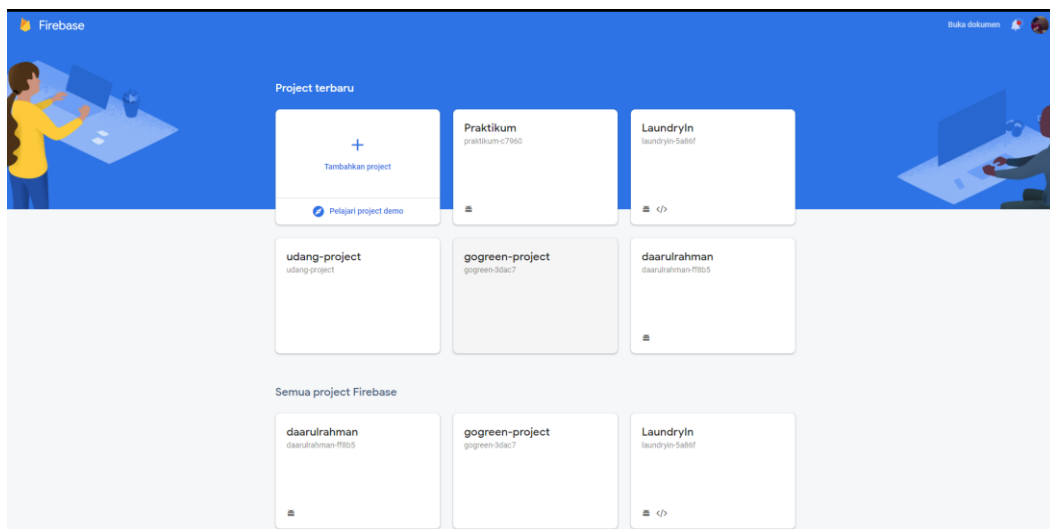 Firebase
Buka dokumen
Project terbaru
Tambahkan project
Pelajari project demo
Praktikum
praktikum-c7960
LaundryIn
laundryin-5a86f
udang-project
udang-project
gogreen-project
gogreen-3dac7
daarulrahman
daarulrahman-ff8b5
Semua project Firebase
daarulrahman
daarulrahman-ff8b5
gogreen-project
gogreen-3dac7
LaundryIn
laundryin-5a86f